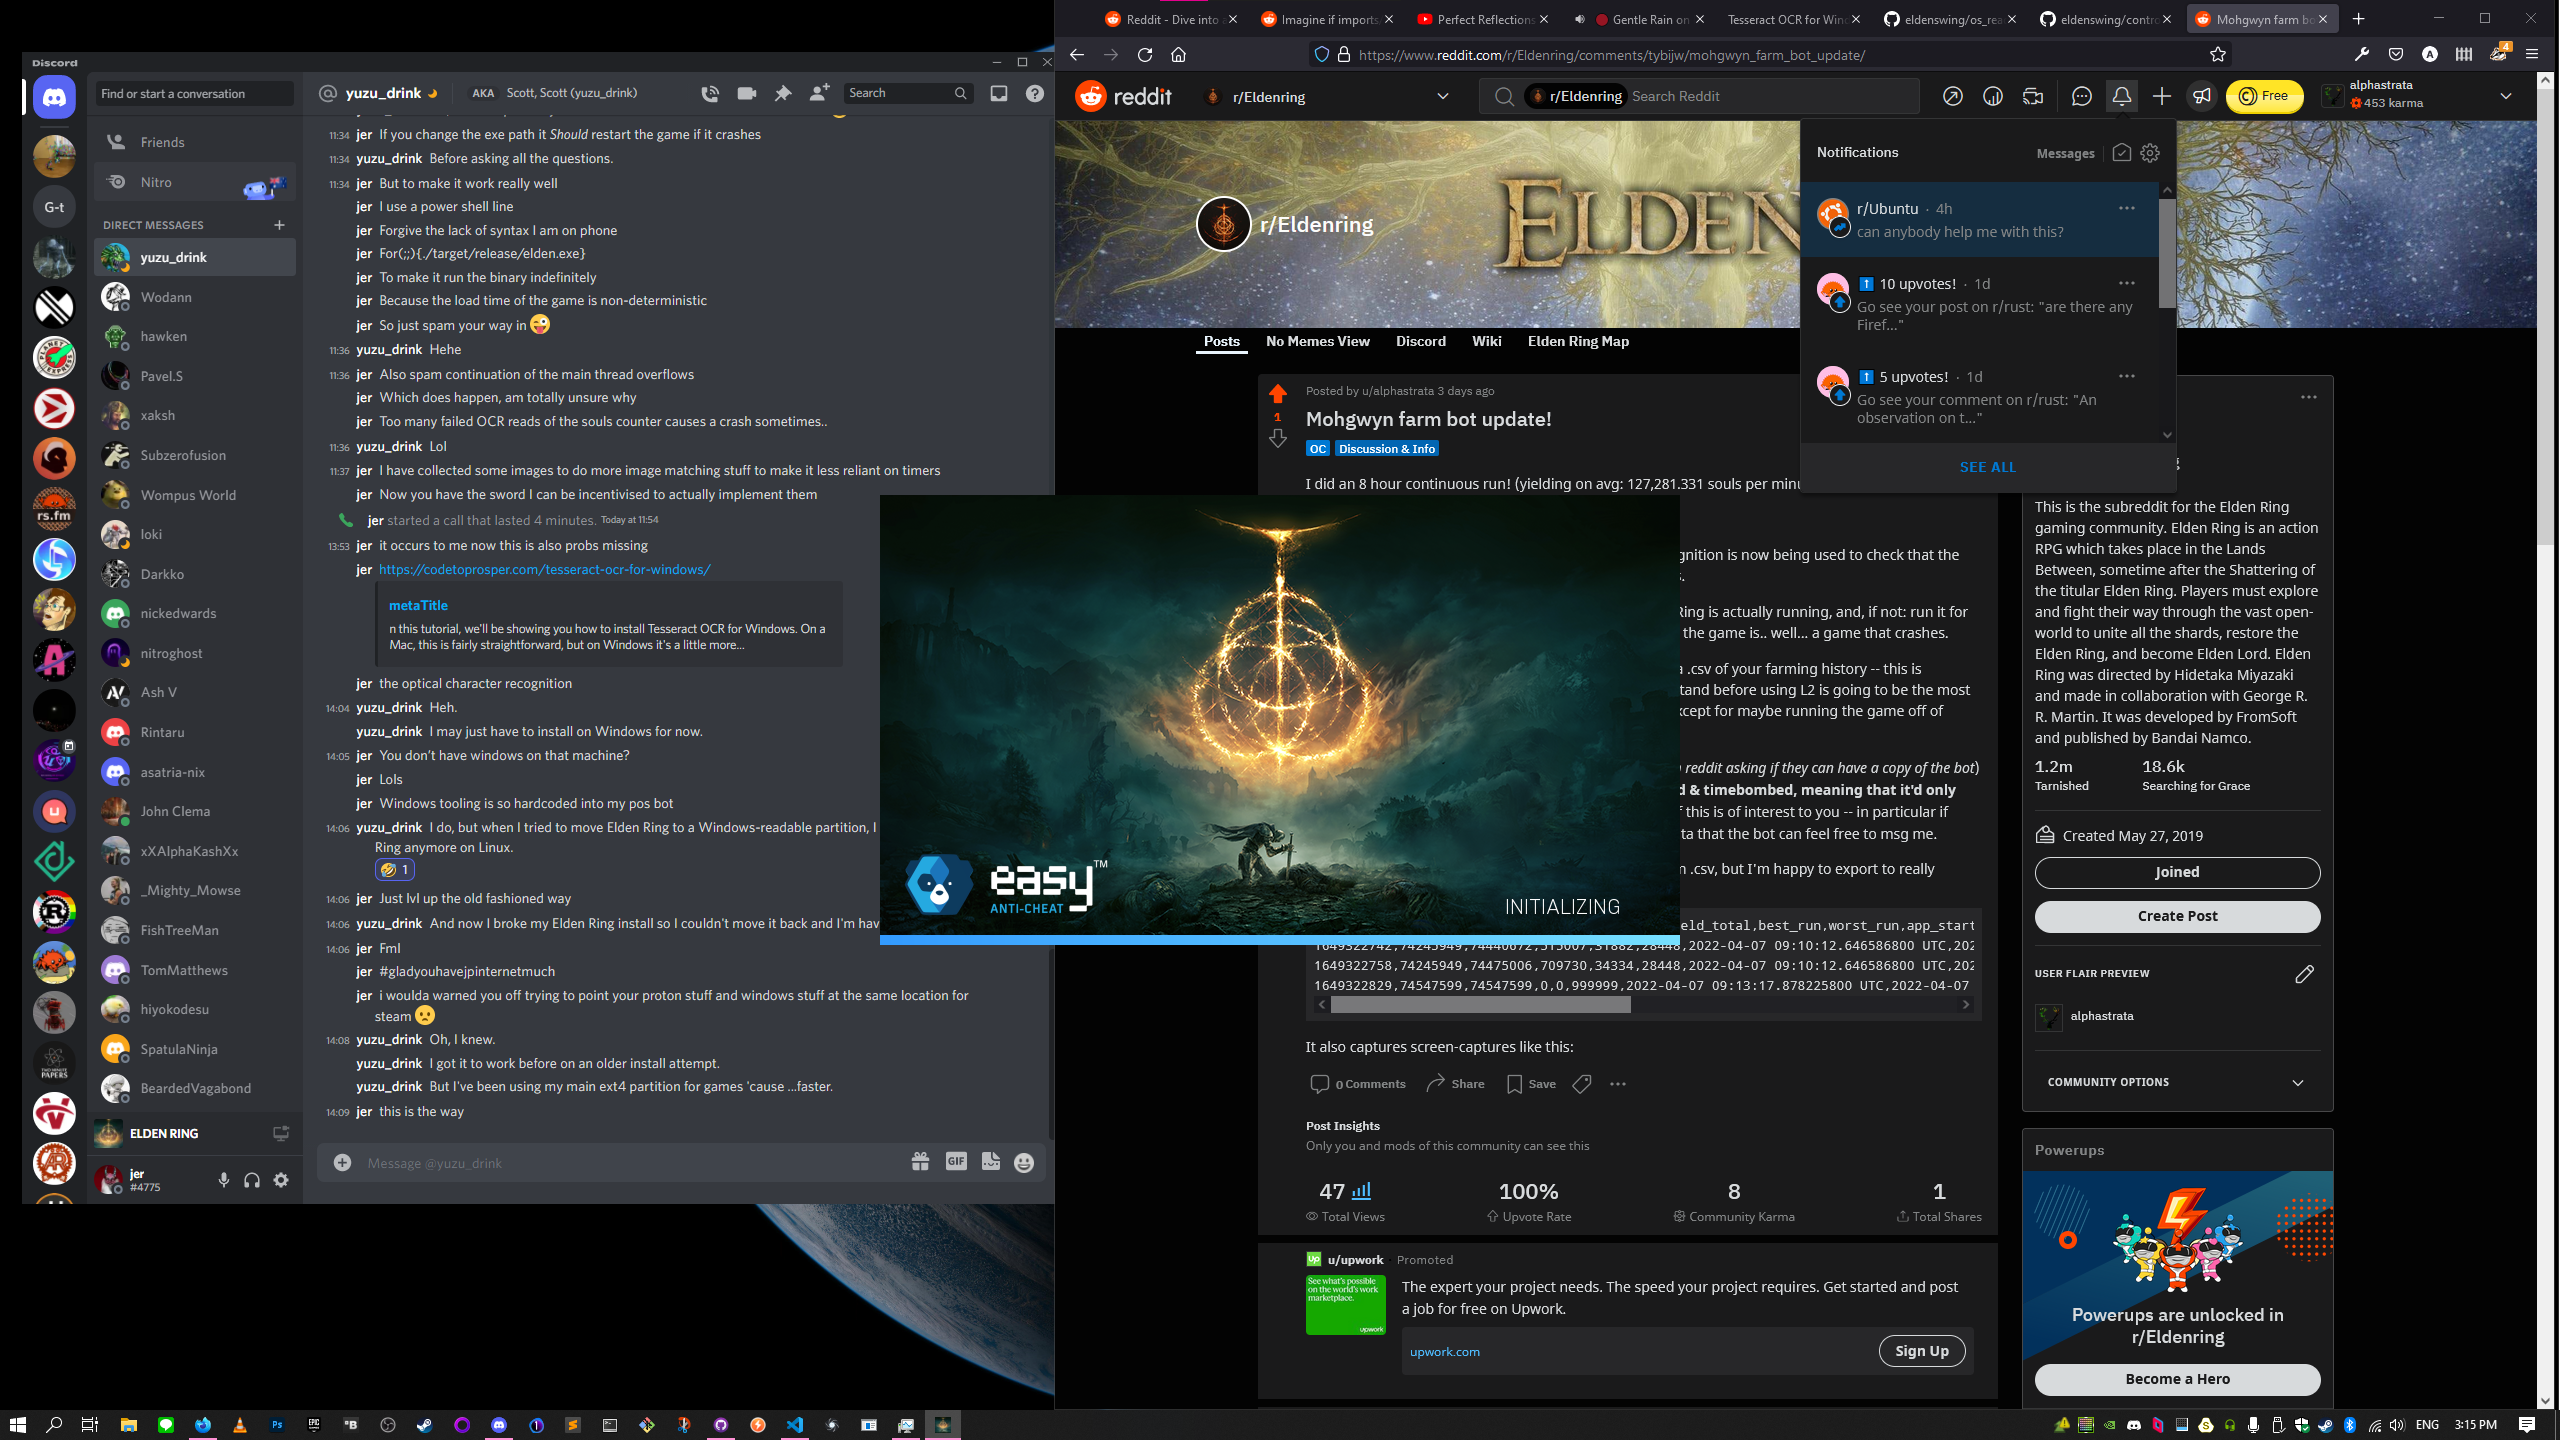 Discord
Find or start a conversation
Friends
Nitro
DIRECT MESSAGES
yuzu_drink
Wodann
hawken
Pavel.S
xaksh
Subzerofusion
Wompus World
loki
Darkko
nickedwards
nitroghost
Ash V
Rintaru
asatria-nix
John Clema
xXAlphaKashXx
_Mighty_Mowse
FishTreeMan
TomMatthews
hiyokodesu
SpatulaNinja
BeardedVagabond
ELDEN RING
jer
#4775
G-t
rs.fm
yuzu_drink
AKA Scott, Scott (yuzu_drink)
Search
11:34 jer If you change the exe path it Should restart the game if it crashes
11:34 yuzu_drink Before asking all the questions.
11:34 jer But to make it work really well
jer I use a power shell line
jer Forgive the lack of syntax I am on phone
jer For(;;){./target/release/elden.exe}
jer To make it run the binary indefinitely
jer Because the load time of the game is non-deterministic
jer So just spam your way in
11:36 yuzu_drink Hehe
11:36 jer Also spam continuation of the main thread overflows
jer Which does happen, am totally unsure why
jer Too many failed OCR reads of the souls counter causes a crash sometimes..
11:36 yuzu_drink Lol
11:37 jer I have collected some images to do more image matching stuff to make it less reliant on timers
jer Now you have the sword I can be incentivised to actually implement them
jer started a call that lasted 4 minutes. Today at 11:54
13:53 jer it occurs to me now this is also probs missing
jer https://codetoprosper.com/tesseract-ocr-for-windows/
metaTitle
n this tutorial, we'll be showing you how to install Tesseract OCR for Windows. On a
Mac, this is fairly straightforward, but on Windows it's a little more...
jer the optical character recognition
14:04 yuzu_drink Heh.
yuzu_drink I may just have to install on Windows for now.
14:05 jer You don't have windows on that machine?
jer Lols
jer Windows tooling is so hardcoded into my pos bot
14:06 yuzu_drink I do, but when I tried to move Elden Ring to a Windows-readable partition, I
Ring anymore on Linux.
1
14:06 jer Just lvl up the old fashioned way
14:06 yuzu_drink And now I broke my Elden Ring install so I couldn't move it back and I'm hav
14:06 jer Fml
jer #gladyouhavejpinternetmuch
jer i woulda warned you off trying to point your proton stuff and windows stuff at the same location for
steam
14:08 yuzu_drink Oh, I knew.
yuzu_drink I got it to work before on an older install attempt.
yuzu_drink But I've been using my main ext4 partition for games 'cause ...faster.
14:09 jer this is the way
Message @yuzu_drink
GIF
easy™
ANTI-CHEAT
INITIALIZING
Reddit - Dive into
Imagine if imports
Perfect Reflections
Gentle Rain on
Tesseract OCR for Win
eldenswing/os_rea
eldenswing/contro
Mohgwyn farm bo
https://www.reddit.com/r/Eldenring/comments/tybijw/mohgwyn_farm_bot_update/
4
reddit
r/Eldenring
r/Eldenring Search Reddit
Free
alphastrata
453 karma
ELDEN
r/Eldenring
Notifications
Messages
r/Ubuntu · 4h
can anybody help me with this?
10 upvotes! · 1d
Go see your post on r/rust: "are there any
Firef..."
5 upvotes! · 1d
Go see your comment on r/rust: "An
observation on t..."
SEE ALL
Posts
No Memes View
Discord
Wiki
Elden Ring Map
1
Posted by u/alphastrata 3 days ago
Mohgwyn farm bot update!
OC Discussion & Info
I did an 8 hour continuous run! (yielding on avg: 127,281.331 souls per minu
gnition is now being used to check that the
Ring is actually running, and, if not: run it for
the game is.. well... a game that crashes.
a .csv of your farming history -- this is
tand before using L2 is going to be the most
xcept for maybe running the game off of
reddit asking if they can have a copy of the bot)
d & timebombed, meaning that it'd only
f this is of interest to you -- in particular if
ta that the bot can feel free to msg me.
n .csv, but I'm happy to export to really
eld_total,best_run,worst_run,app_start
1649322742,74245949,74440672,515007,31882,28448,2022-04-07 09:10:12.646586800 UTC,202
1649322758,74245949,74475006,709730,34334,28448,2022-04-07 09:10:12.646586800 UTC,202
1649322829,74547599,74547599,0,0,999999,2022-04-07 09:13:17.878225800 UTC,2022-04-07
It also captures screen-captures like this:
0 Comments
Share
Save
Post Insights
Only you and mods of this community can see this
47
Total Views
100%
Upvote Rate
8
Community Karma
1
Total Shares
u/upwork Promoted
See what's possible
on the world's work
marketplace.
upwork
The expert your project needs. The speed your project requires. Get started and post
a job for free on Upwork.
upwork.com
Sign Up
This is the subreddit for the Elden Ring
gaming community. Elden Ring is an action
RPG which takes place in the Lands
Between, sometime after the Shattering of
the titular Elden Ring. Players must explore
and fight their way through the vast open-
world to unite all the shards, restore the
Elden Ring, and become Elden Lord. Elden
Ring was directed by Hidetaka Miyazaki
and made in collaboration with George R.
R. Martin. It was developed by FromSoft
and published by Bandai Namco.
1.2m
Tarnished
18.6k
Searching for Grace
Created May 27, 2019
Joined
Create Post
USER FLAIR PREVIEW
alphastrata
COMMUNITY OPTIONS
Powerups
Powerups are unlocked in
r/Eldenring
Become a Hero
ENG
3:15 PM